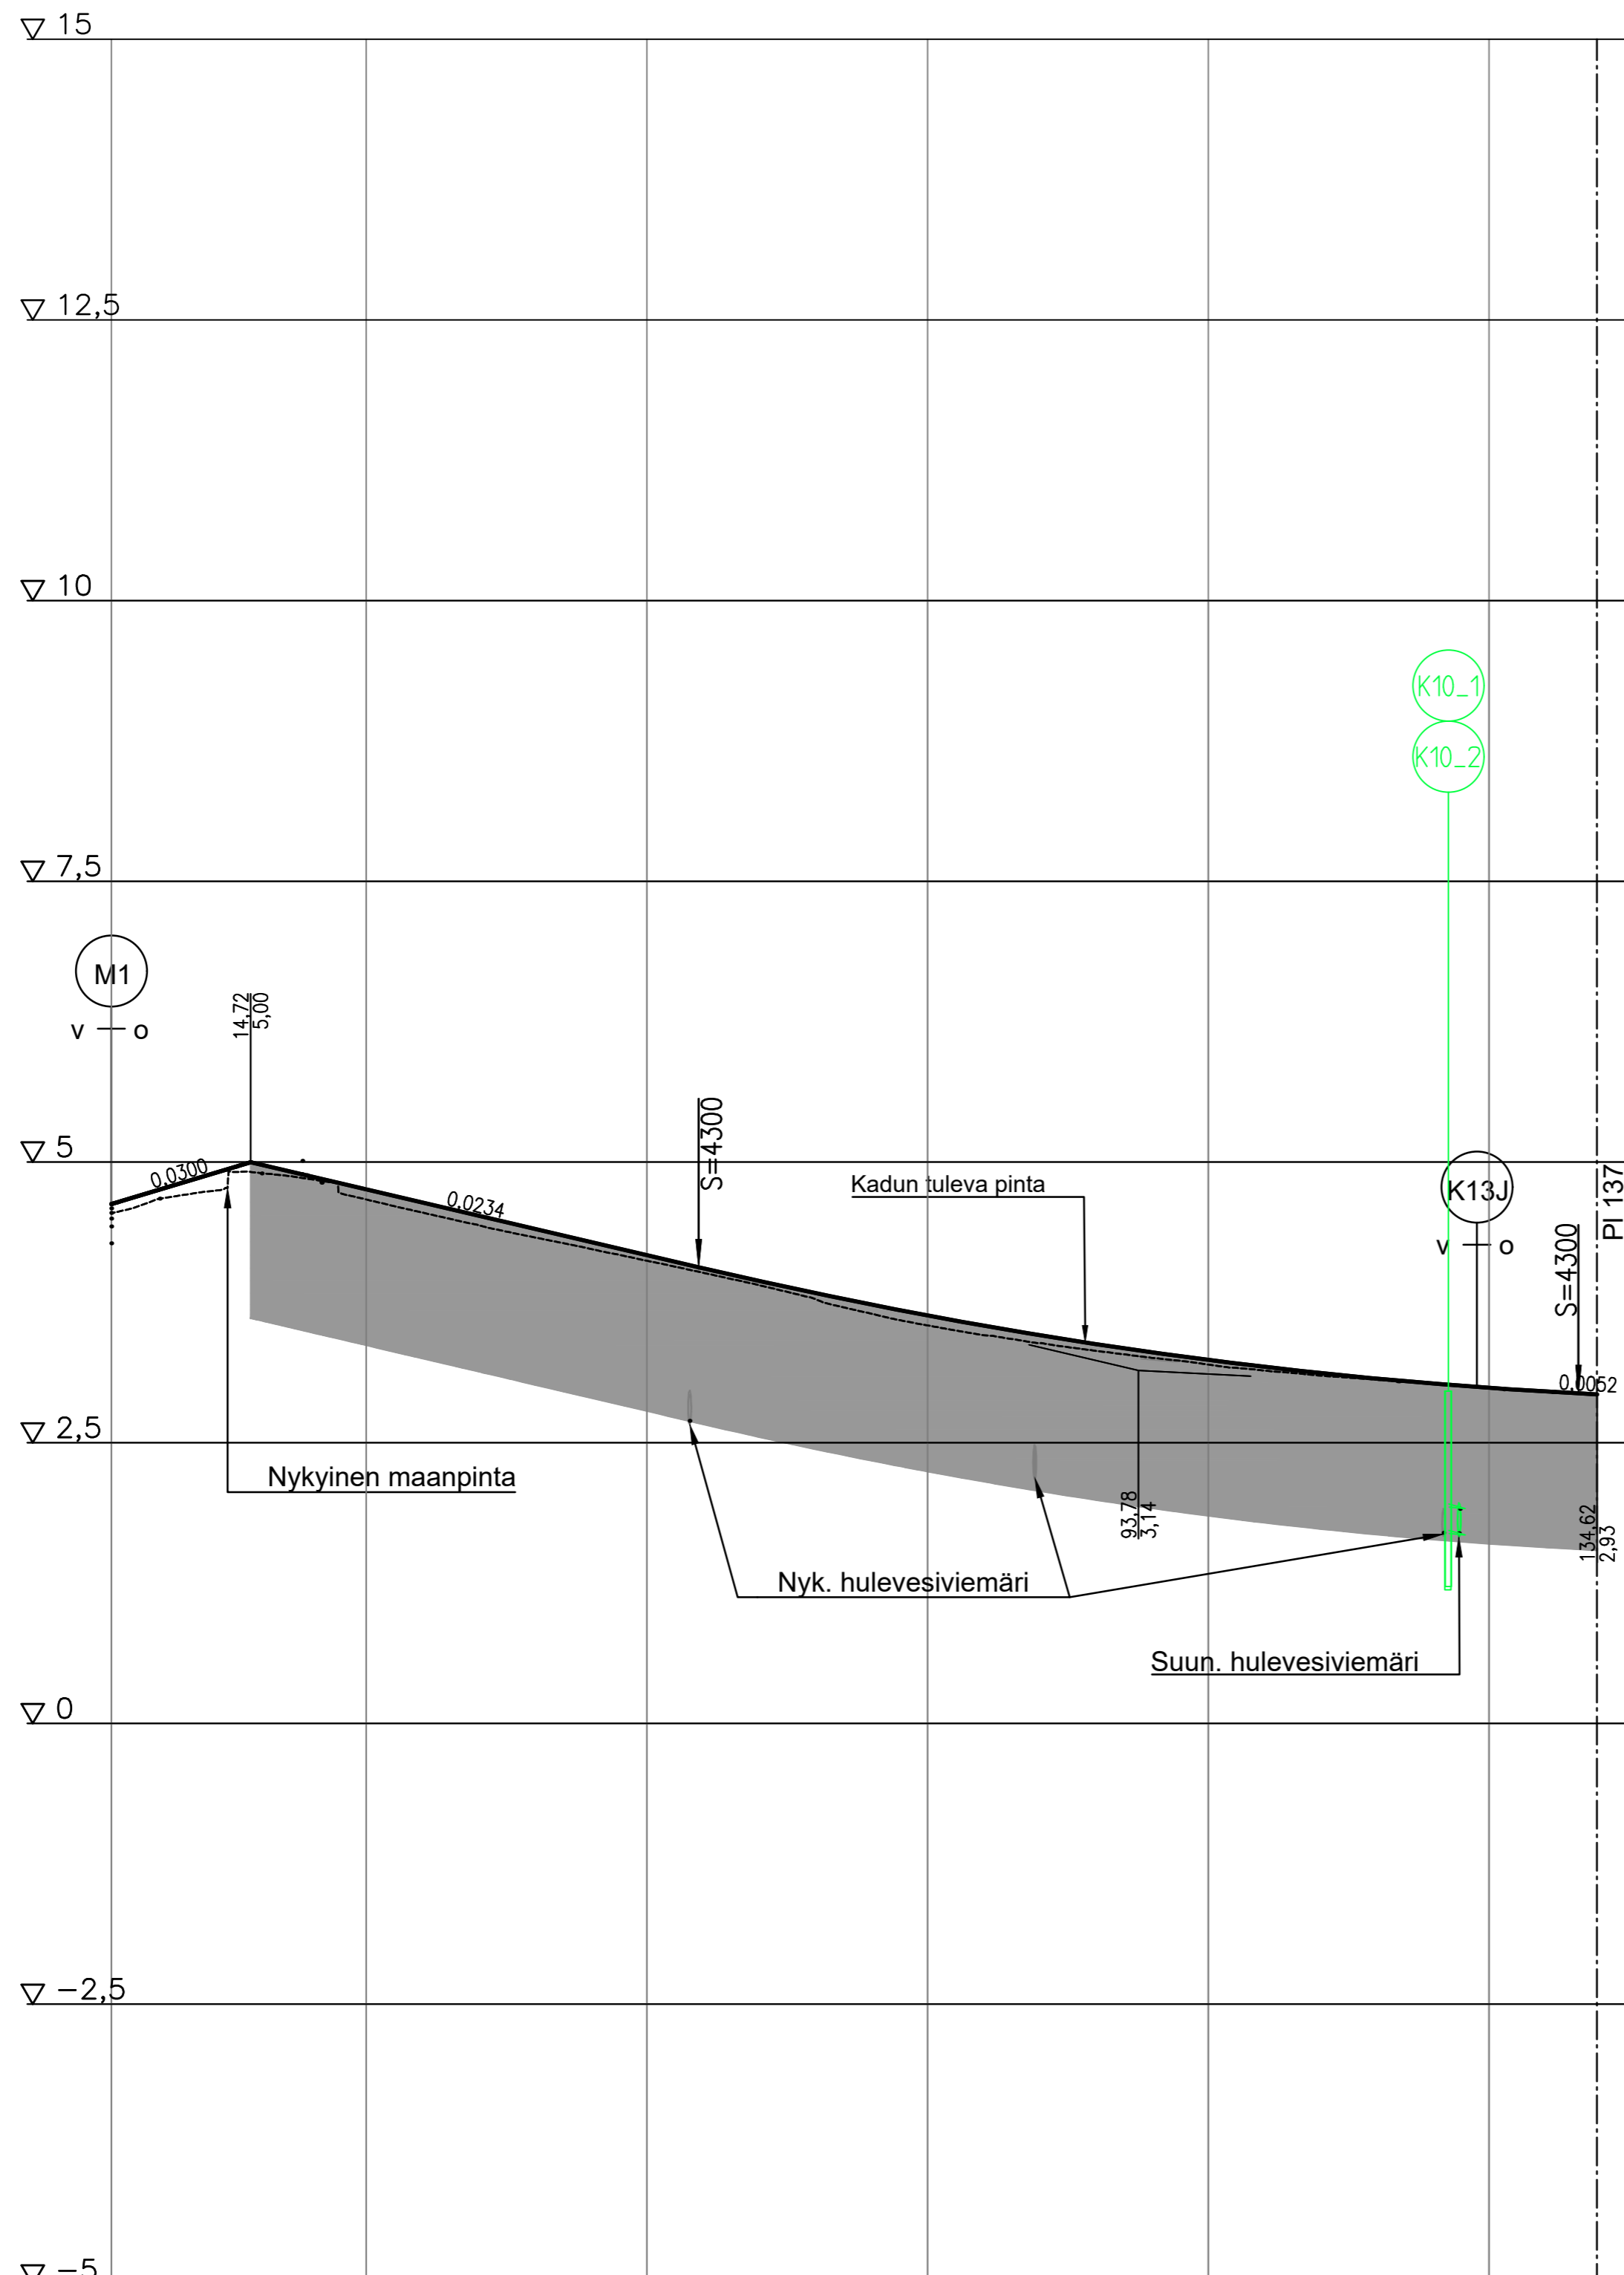 15
12,5
10
K10_1
K10_2
7,5
M1
v o
14,72
5,00
5
0,0300
0,0234
S=4300
Kadun tuleva pinta
K13J
v o
S=4300
PI 137
0,0052
2,5
Nykyinen maanpinta
93,78
3,14
134,62
2,93
Nyk. hulevesiviemäri
Suun. hulevesiviemäri
0
-2,5
-5